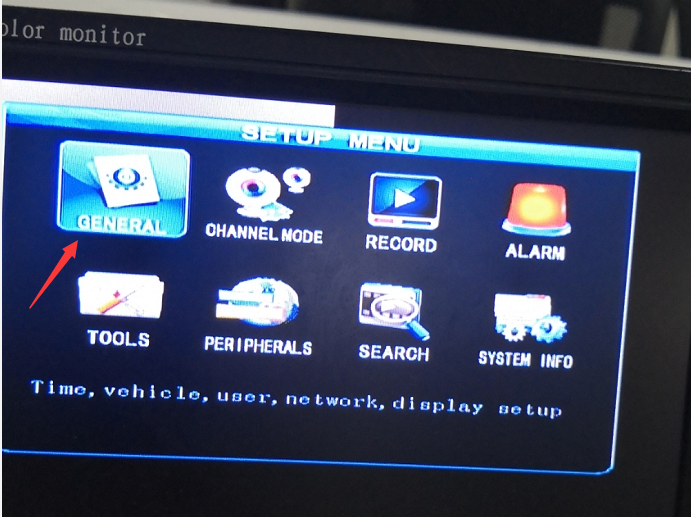 olor monitor
SETUP MENU
GENERAL
CHANNEL MODE
RECORD
ALARM
TOOLS
PERIPHERALS
SEARCH
SYSTEM INFO
Time, vehicle, user, network, display setup